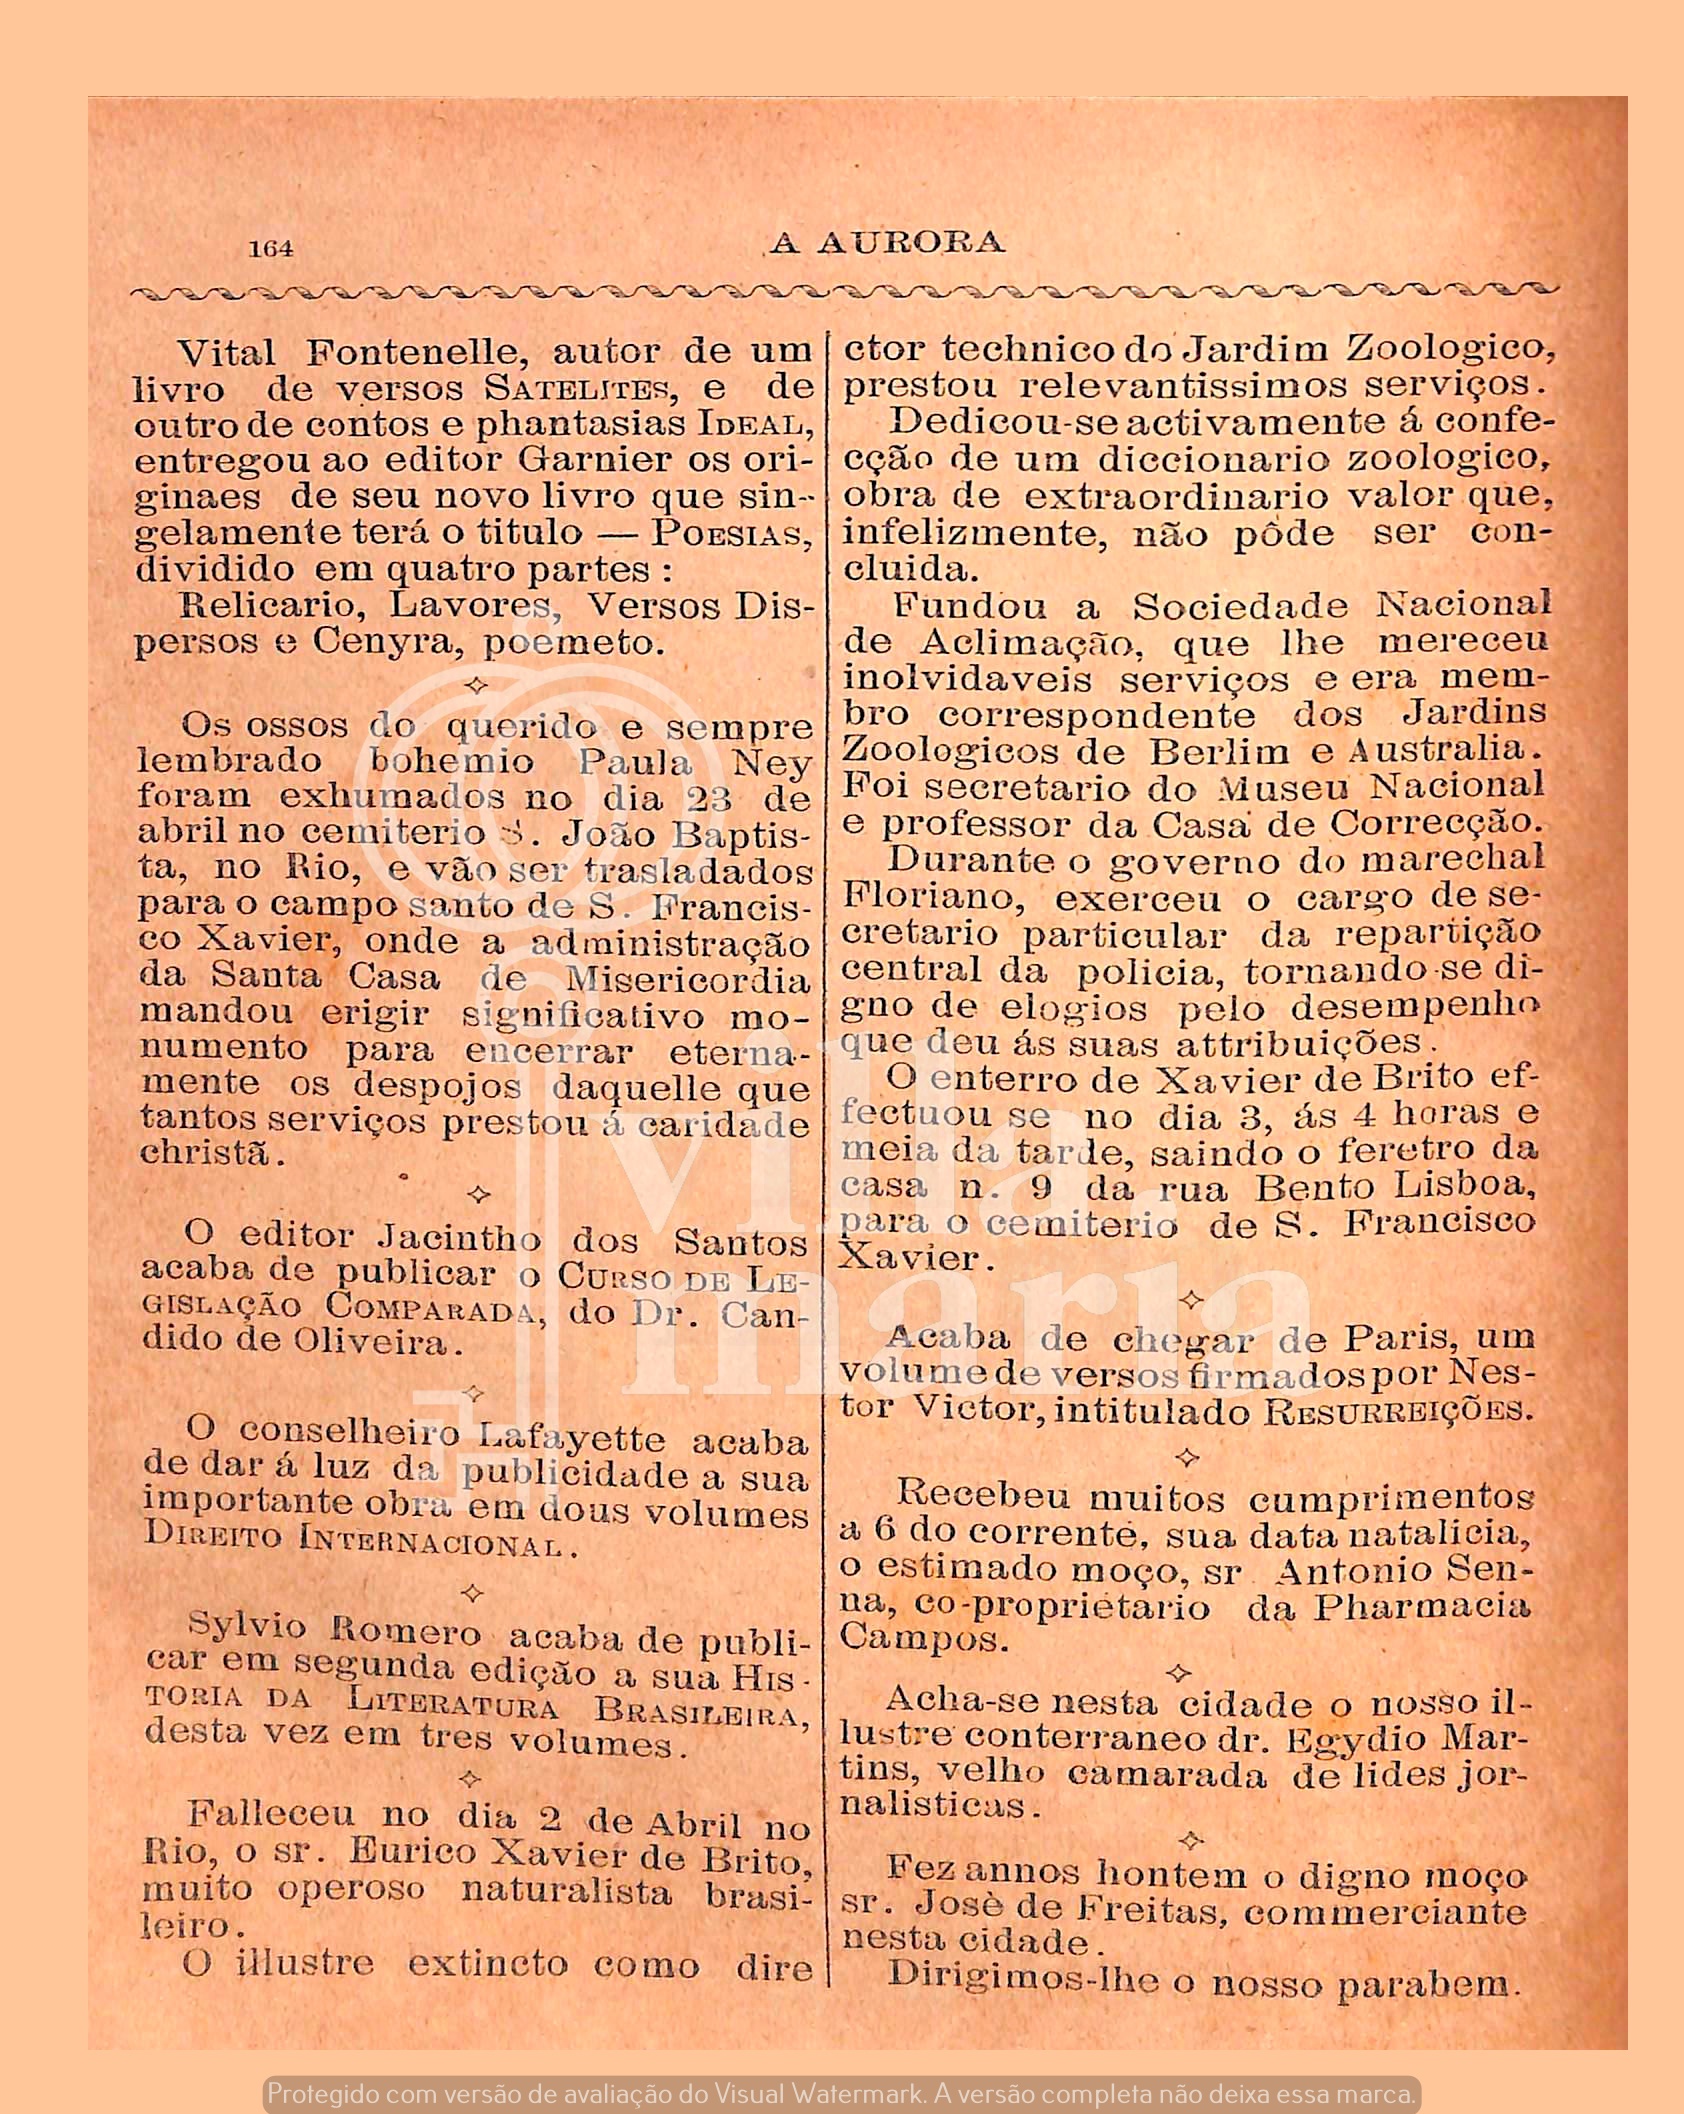 164
A AURORA
Vital Fontenelle, autor de um
livro de versos SATELITES, e de
outro de contos e phantasias IDEAL,
entregou ao editor Garnier os ori-
ginaes de seu novo livro que sin-
gelamente terá o titulo — POESIAS,
dividido em quatro partes :
Relicario, Lavores, Versos Dis-
persos e Cenyra, poemeto.
Os ossos do querido e sempre
lembrado bohemio Paula Ney
foram exhumados no dia 23 de
abril no cemiterio S. João Baptis-
ta, no Rio, e vão ser trasladados
para o campo santo de S. Francis-
co Xavier, onde a administração
da Santa Casa de Misericordia
mandou erigir significativo mo-
numento para encerrar eterna-
mente os despojos daquelle que
tantos serviços prestou á caridade
christã.
O editor Jacintho dos Santos
acaba de publicar o CURSO DE LE-
GISLAÇÃO COMPARADA, do Dr. Can-
dido de Oliveira.
O conselheiro Lafayette acaba
de dar á luz da publicidade a sua
importante obra em dous volumes
DIREITO INTERNACIONAL.
Sylvio Romero acaba de publi-
car em segunda edição a sua HIS-
TORIA DA LITERATURA BRASILEIRA,
desta vez em tres volumes.
Falleceu no dia 2 de Abril no
Rio, o sr. Eurico Xavier de Brito,
muito operoso naturalista brasi-
leiro.
O illustre extincto como dire
ctor technico do Jardim Zoologico,
prestou relevantissimos serviços.
Dedicou-se activamente á confe-
cção de um diccionario zoologico,
obra de extraordinario valor que,
infelizmente, não pôde ser con-
cluida.
Fundou a Sociedade Nacional
de Aclimação, que lhe mereceu
inolvidaveis serviços e era mem-
bro correspondente dos Jardins
Zoologicos de Berlim e Australia.
Foi secretario do Museu Nacional
e professor da Casa de Correcção.
Durante o governo do marechal
Floriano, exerceu o cargo de se-
cretario particular da repartição
central da policia, tornando-se di-
gno de elogios pelo desempenho
que deu ás suas attribuições.
O enterro de Xavier de Brito ef-
fectuou se no dia 3, ás 4 horas e
meia da tarde, saindo o feretro da
casa n. 9 da rua Bento Lisboa,
para o cemiterio de S. Francisco
Xavier.
Acaba de chegar de Paris, um
volume de versos firmados por Nes-
tor Victor, intitulado RESURREIÇÕES.
Recebeu muitos cumprimentos
a 6 do corrente, sua data natalicia,
o estimado moço, sr Antonio Sen-
na, co-proprietario da Pharmacia
Campos.
Acha-se nesta cidade o nosso il-
lustre conterraneo dr. Egydio Mar-
tins, velho camarada de lides jor-
nalisticas.
Fez annos hontem o digno moço
sr. Josè de Freitas, commerciante
nesta cidade.
Dirigimos-lhe o nosso parabem.
villa
maria
Protegido com versão de avaliação do Visual Watermark. A versão completa não deixa essa marca.